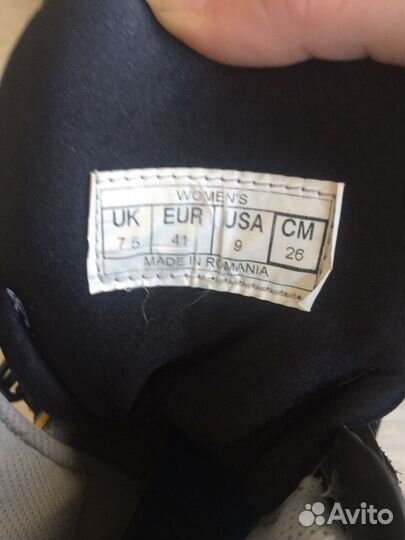 WOMEN'S
UK EUR USA CM
7.5 41 9 26
MADE IN ROMANIA
Avito